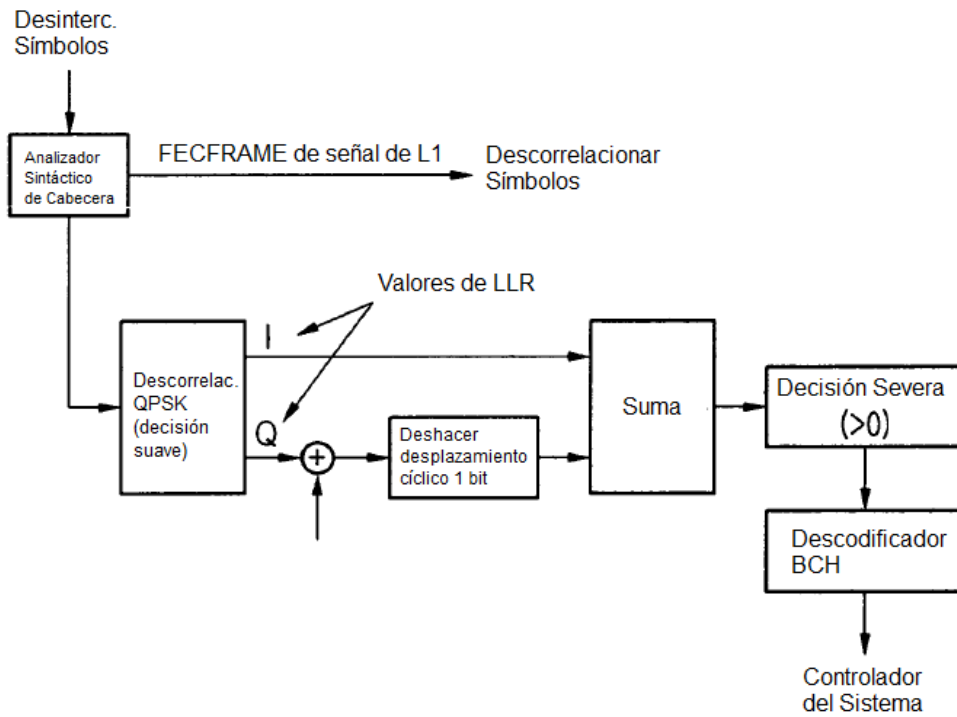 Desinterc.
Símbolos
Analizador
Sintáctico
de Cabecera
FECFRAME de señal de L1
Descorrelacionar
Símbolos
Valores de LLR
I
Q
Descorrelac.
QPSK
(decisión
suave)
+
Deshacer
desplazamiento
cíclico 1 bit
Suma
Decisión Severa
(>0)
Descodificador
BCH
Controlador
del Sistema